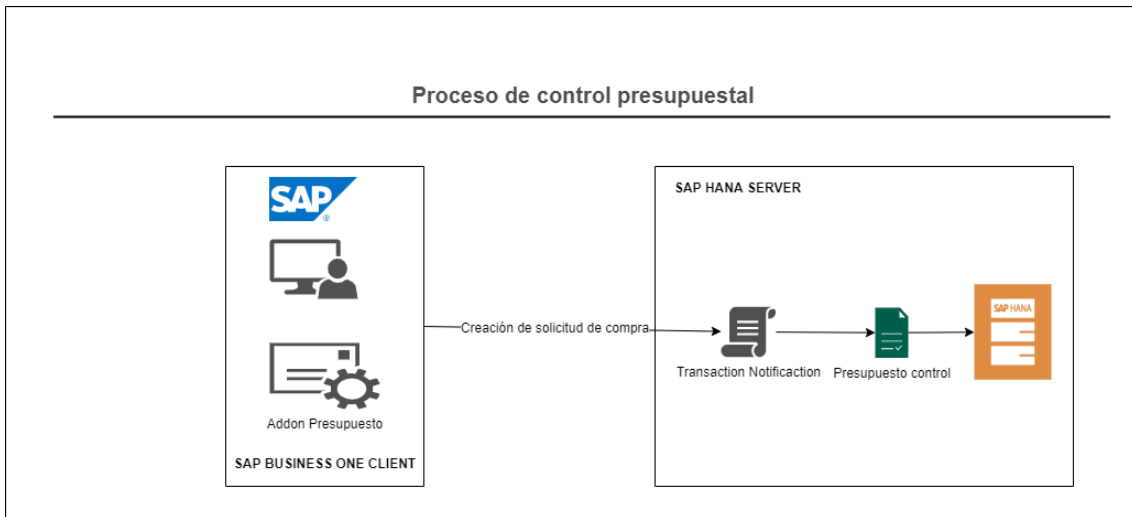 Proceso de control presupuestal
SAP
®
Addon Presupuesto
SAP BUSINESS ONE CLIENT
Creación de solicitud de compra
SAP HANA SERVER
Transaction Notificaction
Presupuesto control
SAP HANA